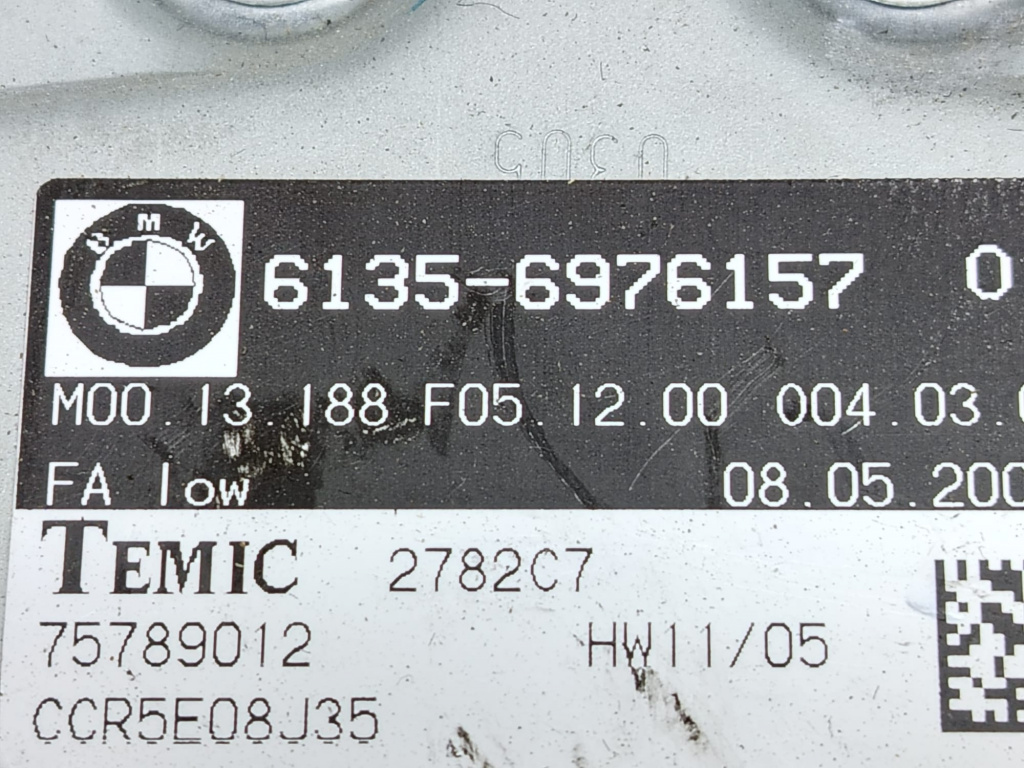 BMW
6135-6976157 0
M00.13.188 F05.12.00 004.03.
FA low 08.05.200
TEMIC 2782C7
75789012 HW11/05
CCR5E08J35